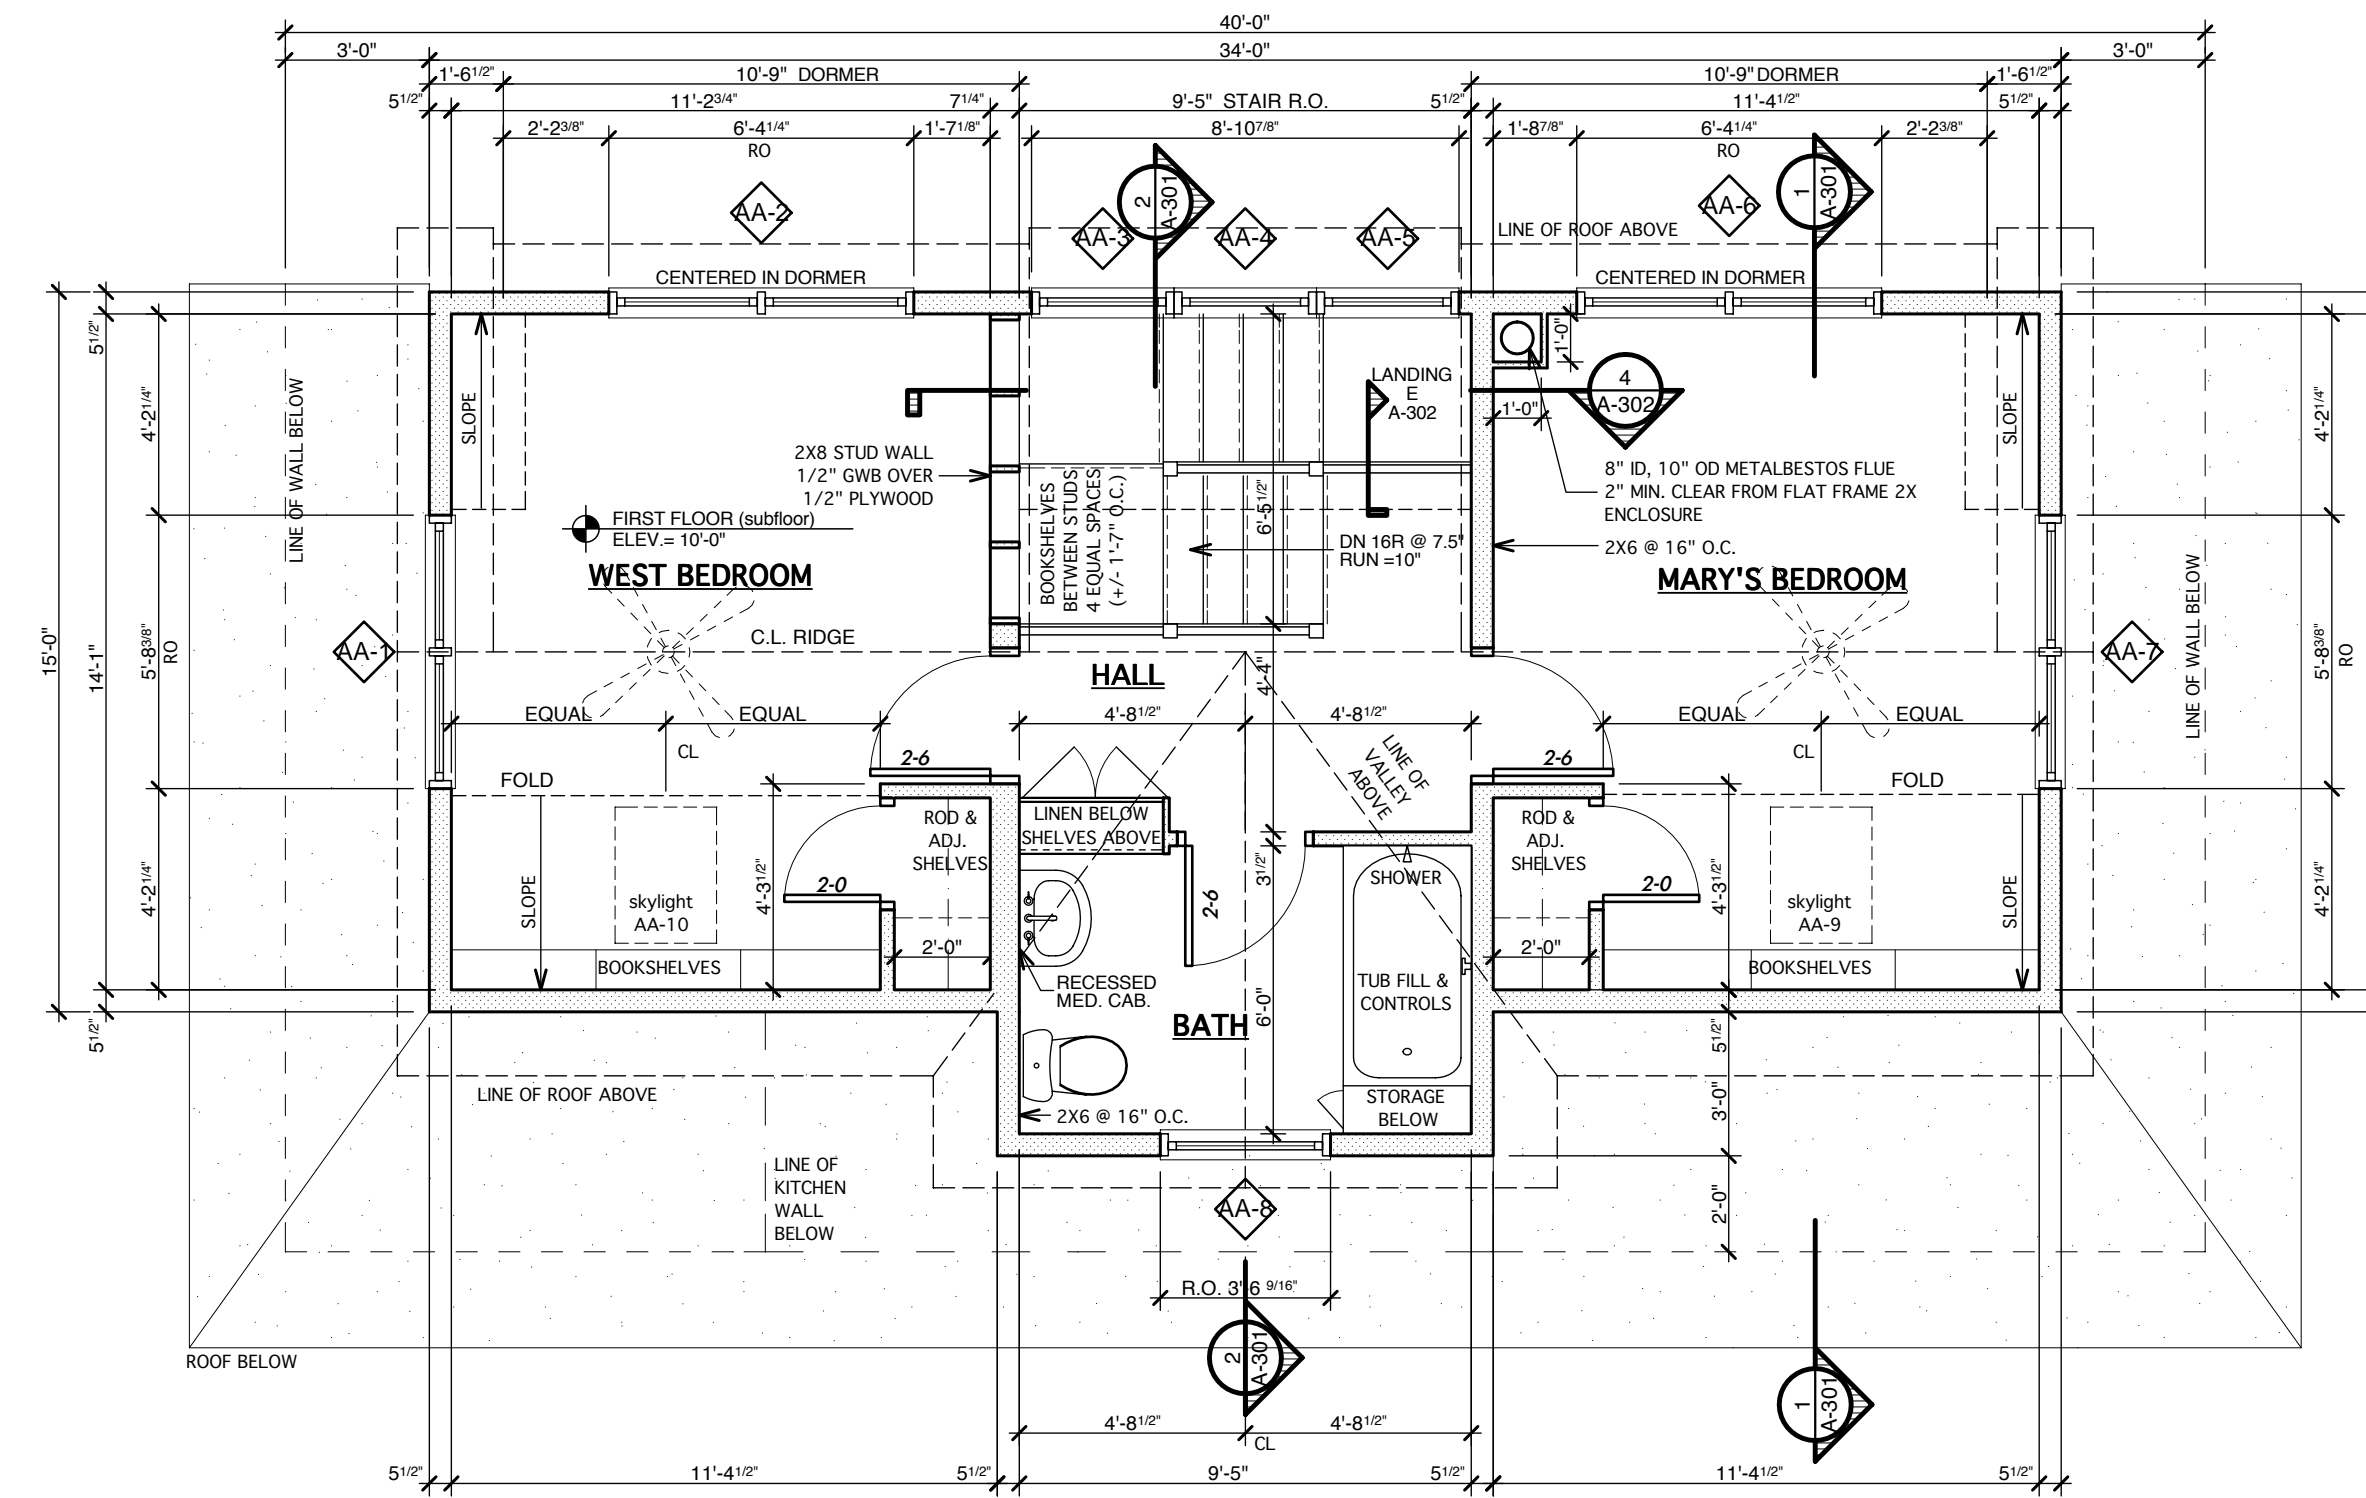 40'-0"
3'-0" 34'-0" 3'-0"
1'-6 1/2" 10'-9" DORMER 10'-9" DORMER 1'-6 1/2"
5 1/2" 11'-2 3/4" 7 1/4" 9'-5" STAIR R.O. 5 1/2" 11'-4 1/2" 5 1/2"
2'-2 3/8" 6'-4 1/4" 1'-7 1/8" 8'-10 7/8" 1'-8 7/8" 6'-4 1/4" 2'-2 3/8"
RO
RO
2
A-301
1
A-301
AA-2
AA-3
AA-4
AA-5
AA-6
LINE OF ROOF ABOVE
CENTERED IN DORMER
CENTERED IN DORMER
15'-0"
14'-1"
5 1/2"
4'-2 1/4"
5'-8 3/8"
RO
4'-2 1/4"
5 1/2"
LINE OF WALL BELOW
AA-1
SLOPE
2X8 STUD WALL
1/2" GWB OVER
1/2" PLYWOOD
FIRST FLOOR (subfloor)
ELEV.= 10'-0"
WEST BEDROOM
C.L. RIDGE
BOOKSHELVES
BETWEEN STUDS
4 EQUAL SPACES
(+/- 1'-7" O.C.)
6'-5 1/2"
LANDING
E
A-302
DN 16R @ 7.5"
RUN =10"
1'-0"
1'-0"
4
A-302
8" ID, 10" OD METALBESTOS FLUE
2" MIN. CLEAR FROM FLAT FRAME 2X
ENCLOSURE
2X6 @ 16" O.C.
MARY'S BEDROOM
SLOPE
4'-2 1/4"
5'-8 3/8"
RO
4'-2 1/4"
LINE OF WALL BELOW
AA-7
HALL
4'-4"
EQUAL EQUAL
CL
4'-8 1/2" 4'-8 1/2"
EQUAL EQUAL
CL
FOLD
2-6
2-6
FOLD
LINE OF
VALLEY
ABOVE
LINEN BELOW
SHELVES ABOVE
ROD &
ADJ.
SHELVES
ROD &
ADJ.
SHELVES
4'-3 1/2"
2-0
2-0
4'-3 1/2"
SLOPE
skylight
AA-10
2'-0"
BOOKSHELVES
2-6
3 1/2"
SHOWER
skylight
AA-9
2'-0"
BOOKSHELVES
SLOPE
RECESSED
MED. CAB.
TUB FILL &
CONTROLS
BATH
6'-0"
STORAGE
BELOW
2X6 @ 16" O.C.
LINE OF ROOF ABOVE
LINE OF
KITCHEN
WALL
BELOW
5 1/2"
3'-0"
2'-0"
AA-8
R.O. 3'-6 9/16"
ROOF BELOW
2
A-301
1
A-301
4'-8 1/2" 4'-8 1/2"
CL
5 1/2" 11'-4 1/2" 5 1/2" 9'-5" 5 1/2" 11'-4 1/2" 5 1/2"